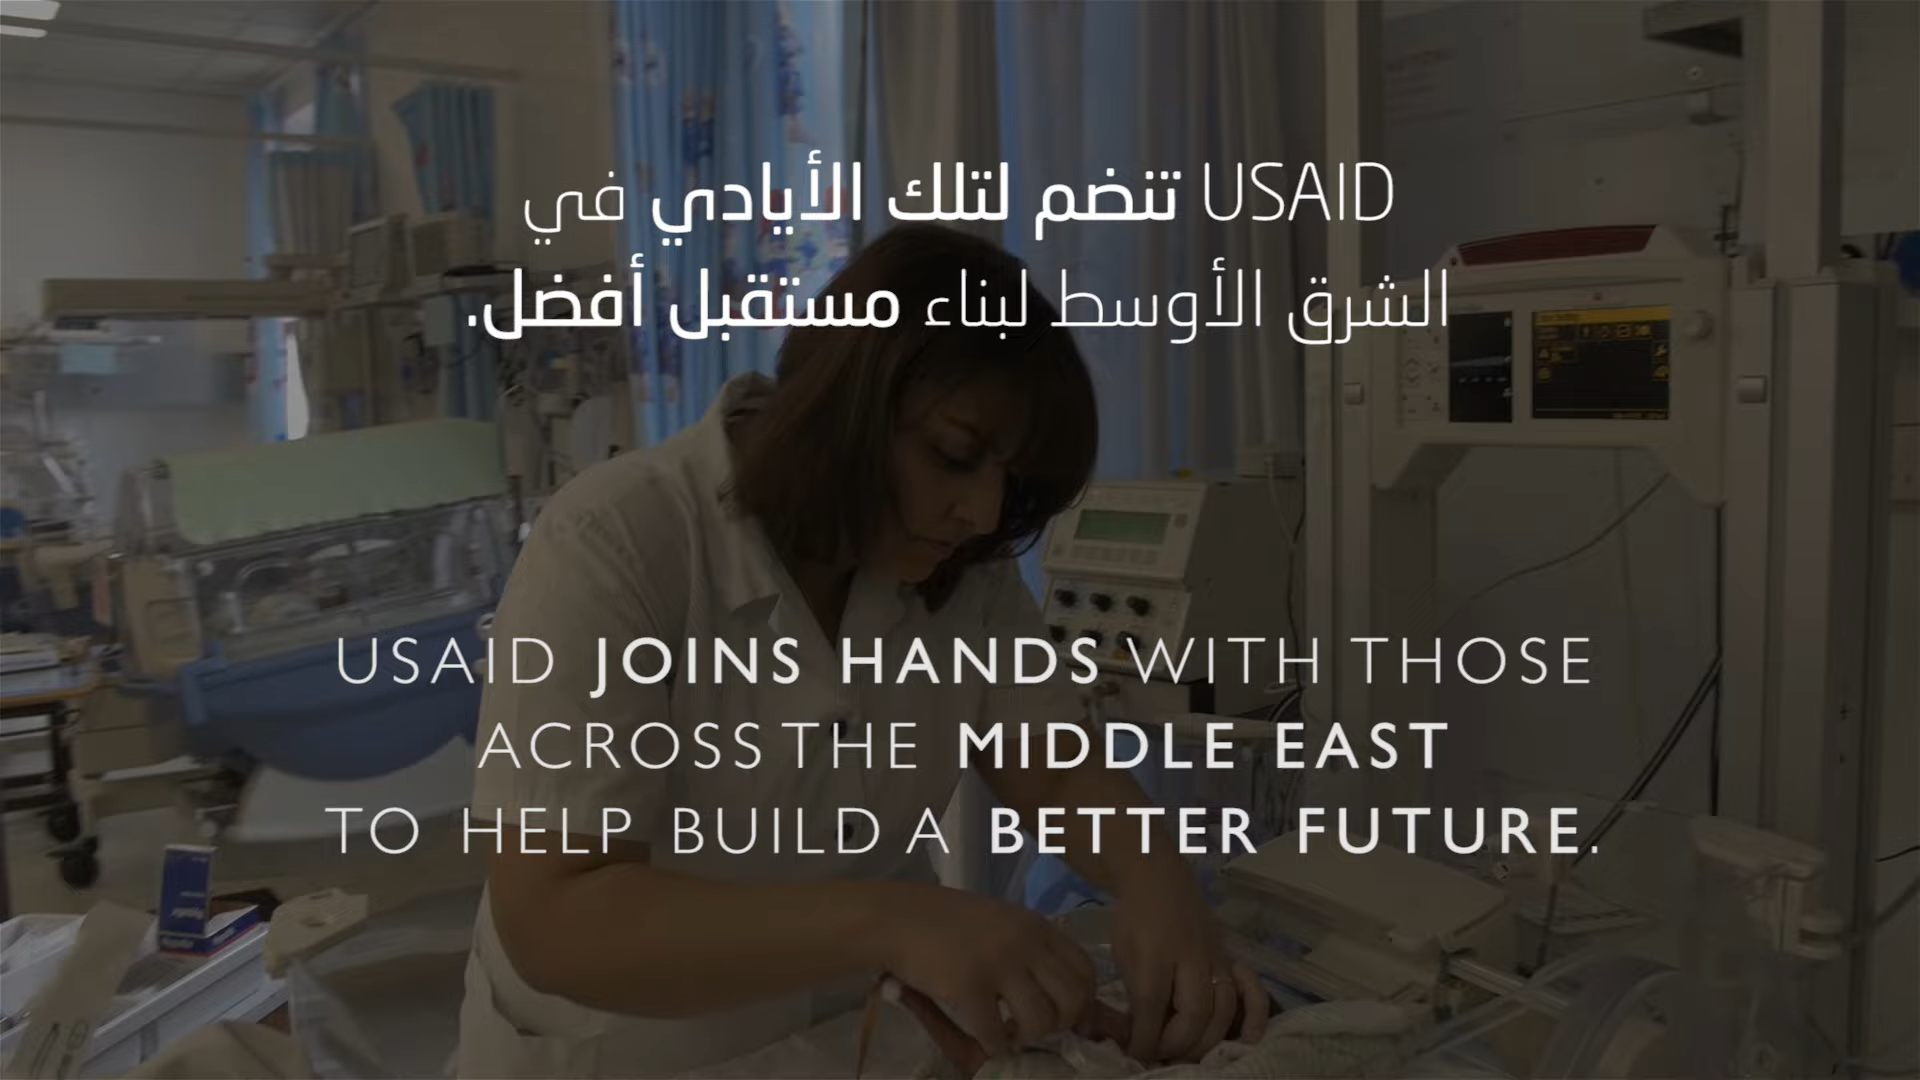 USAID تنضم لتلك الأيادي في
الشرق الأوسط لبناء مستقبل أفضل.
USAID JOINS HANDS WITH THOSE
ACROSS THE MIDDLE EAST
TO HELP BUILD A BETTER FUTURE.